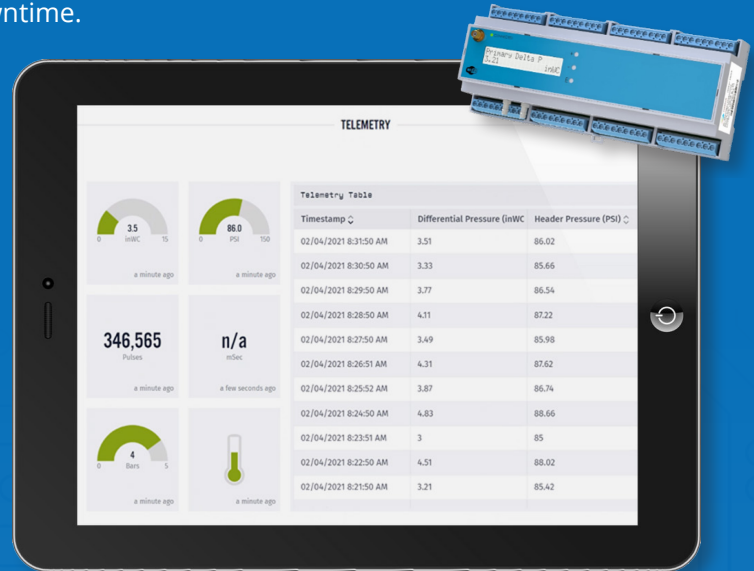 wntime.
Primary Delta P
3.21 inWC
TELEMETRY
3.5
0 inWC 15
a minute ago
86.0
0 PSI 150
a minute ago
346,565
Pulses
a minute ago
n/a
mSec
a few seconds ago
4
0 Bars 5
a minute ago
a minute ago
Telemetry Table
Timestamp Differential Pressure (inWC Header Pressure (PSI)
02/04/2021 8:31:50 AM 3.51 86.02
02/04/2021 8:30:50 AM 3.33 85.66
02/04/2021 8:29:50 AM 3.77 86.54
02/04/2021 8:28:50 AM 4.11 87.22
02/04/2021 8:27:50 AM 3.49 85.98
02/04/2021 8:26:51 AM 4.31 87.62
02/04/2021 8:25:52 AM 3.87 86.74
02/04/2021 8:24:50 AM 4.83 88.66
02/04/2021 8:23:51 AM 3 85
02/04/2021 8:22:50 AM 4.51 88.02
02/04/2021 8:21:50 AM 3.21 85.42